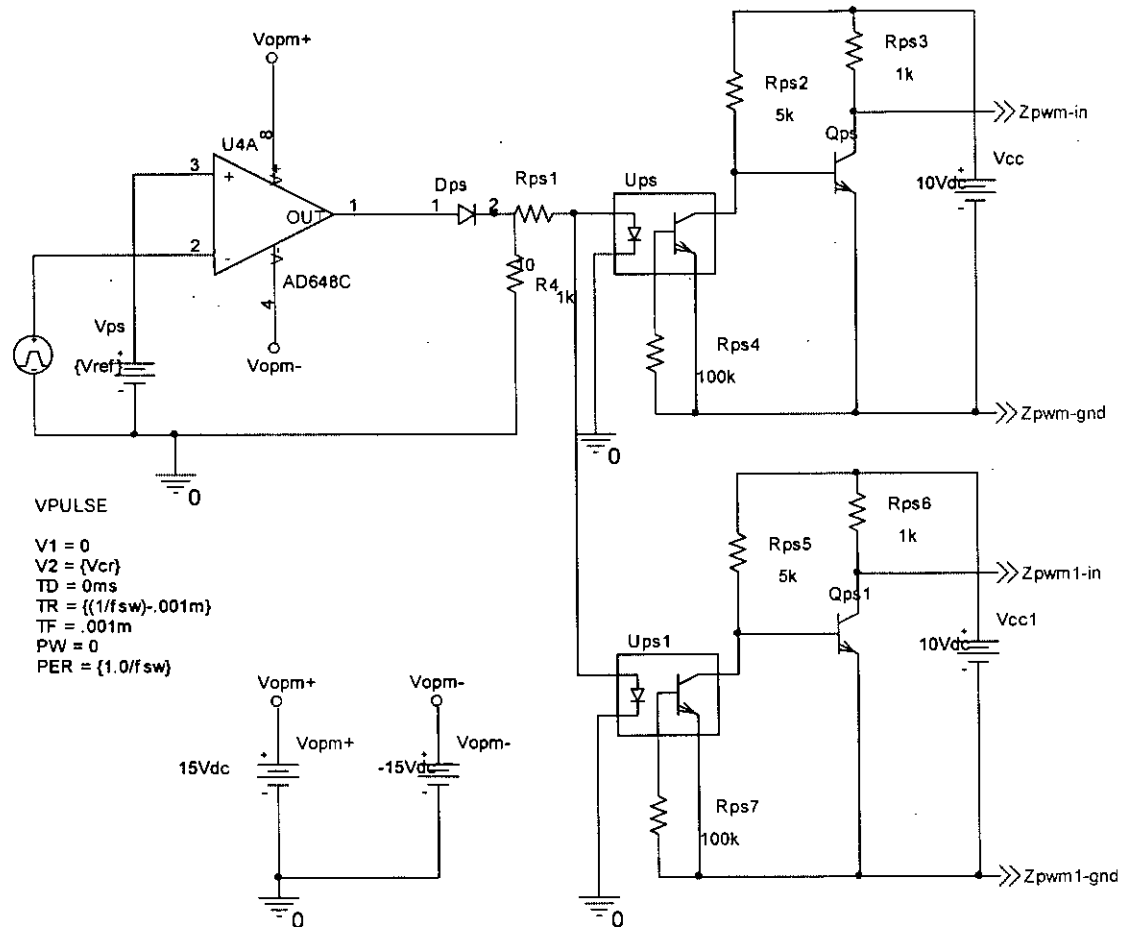 Vopm+
8
U4A
3
+
V+
OUT
1
2
-
V-
AD648C
4
Vopm-
Vps
{Vref}
+
-
0
Dps
1
2
Rps1
10
R4
1k
Ups
Rps4
100k
0
Rps2
5k
Rps3
1k
Qps
Zpwm-in
Vcc
10Vdc
+
-
Zpwm-gnd
VPULSE
V1 = 0
V2 = {Vcr}
TD = 0ms
TR = {(1/fsw)-.001m}
TF = .001m
PW = 0
PER = {1.0/fsw}
Vopm+
Vopm+
15Vdc
+
-
Vopm-
Vopm-
-15Vdc
+
-
0
Rps5
5k
Rps6
1k
Qps1
Zpwm1-in
Vcc1
10Vdc
+
-
Ups1
Rps7
100k
0
Zpwm1-gnd